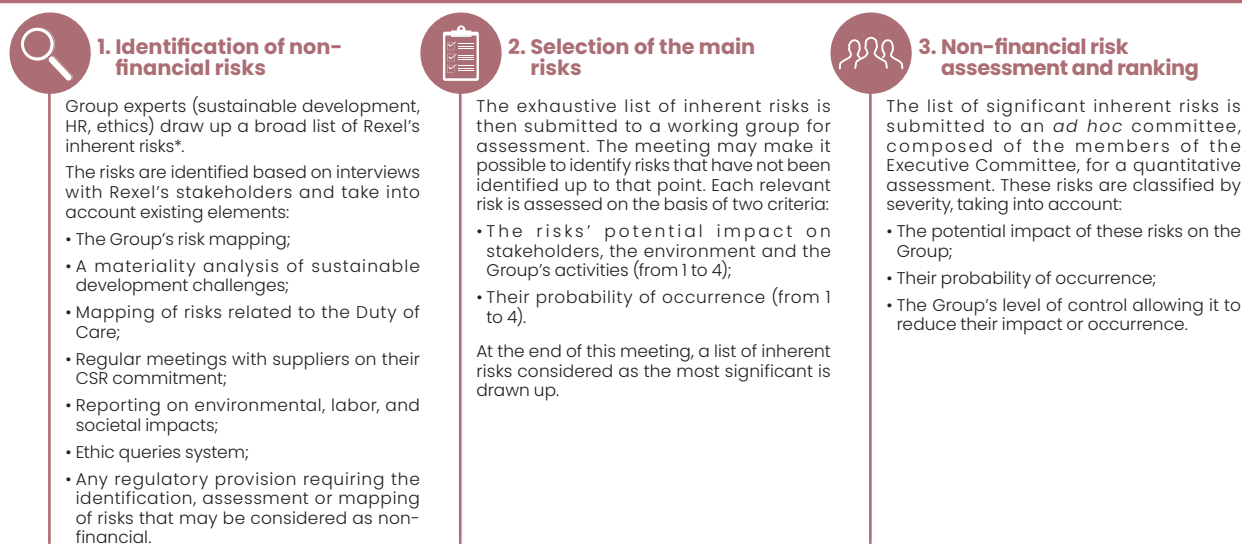 1. Identification of non-
financial risks
Group experts (sustainable development,
HR, ethics) draw up a broad list of Rexel's
inherent risks*.
The risks are identified based on interviews
with Rexel's stakeholders and take into
account existing elements:
• The Group's risk mapping;
• A materiality analysis of sustainable
development challenges;
• Mapping of risks related to the Duty of
Care;
• Regular meetings with suppliers on their
CSR commitment;
• Reporting on environmental, labor, and
societal impacts;
• Ethic queries system;
• Any regulatory provision requiring the
identification, assessment or mapping
of risks that may be considered as non-
financial.
2. Selection of the main
risks
The exhaustive list of inherent risks is
then submitted to a working group for
assessment. The meeting may make it
possible to identify risks that have not been
identified up to that point. Each relevant
risk is assessed on the basis of two criteria:
• The risks' potential impact on
stakeholders, the environment and the
Group's activities (from 1 to 4);
• Their probability of occurrence (from 1
to 4).
At the end of this meeting, a list of inherent
risks considered as the most significant is
drawn up.
3. Non-financial risk
assessment and ranking
The list of significant inherent risks is
submitted to an ad hoc committee,
composed of the members of the
Executive Committee, for a quantitative
assessment. These risks are classified by
severity, taking into account:
• The potential impact of these risks on the
Group;
• Their probability of occurrence;
• The Group's level of control allowing it to
reduce their impact or occurrence.